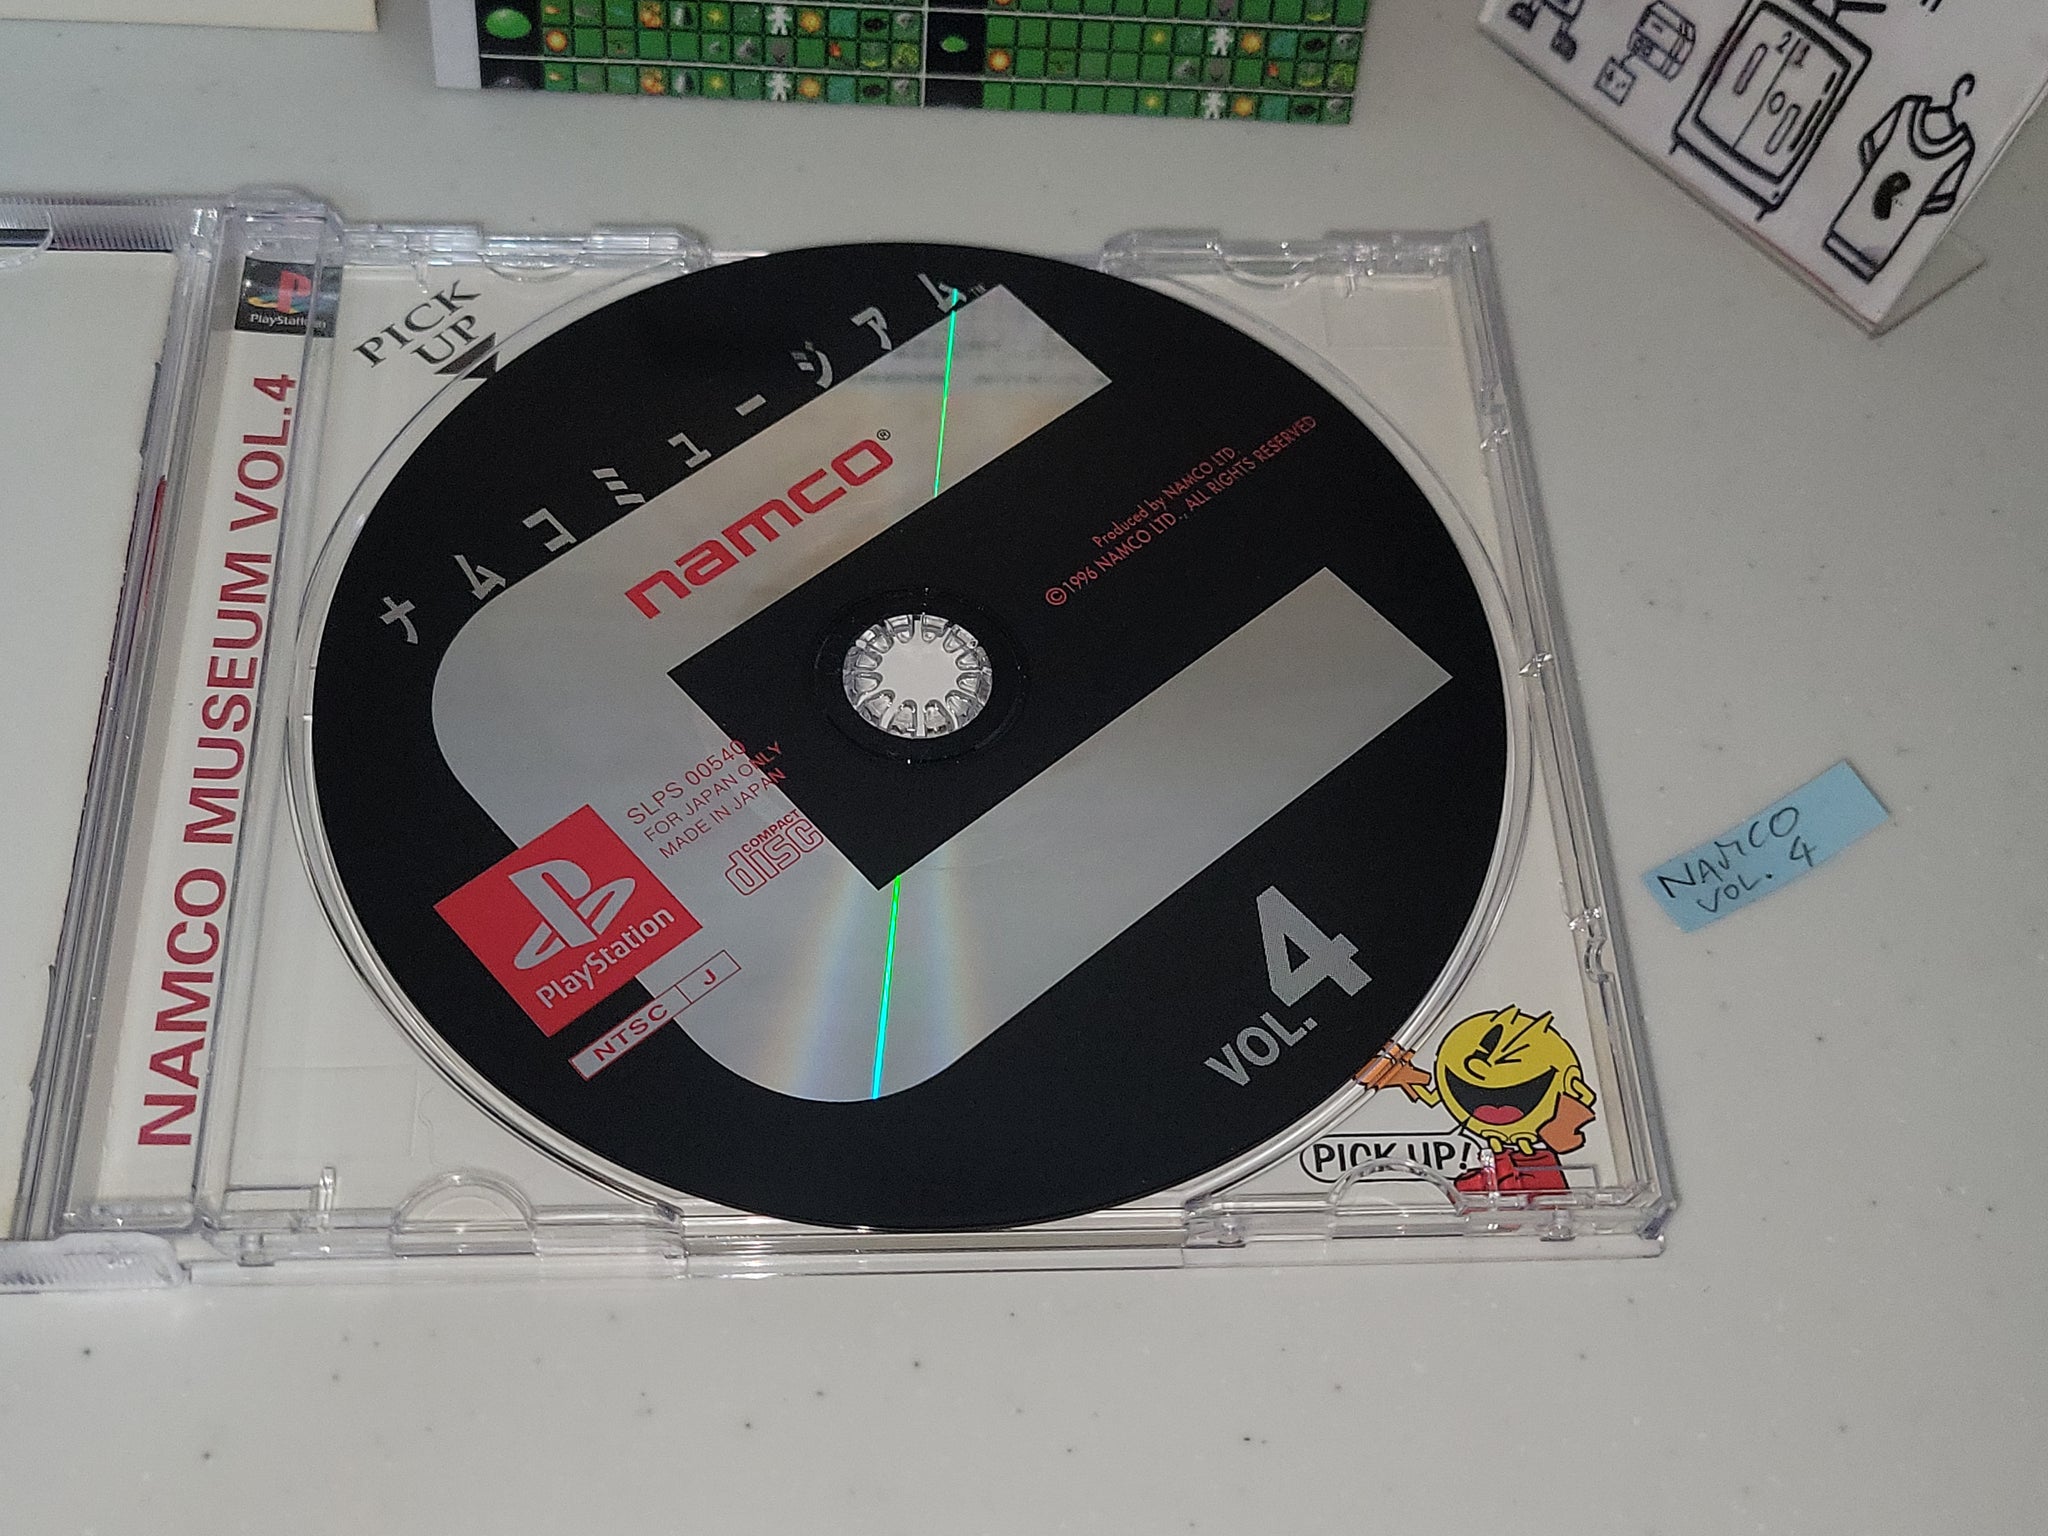 PlayStation
NAMCO MUSEUM VOL.4
PICK
UP
ナムコミュージアム™
namco®
Produced by NAMCO LTD.
©1996 NAMCO LTD., ALL RIGHTS RESERVED
SLPS 00540
FOR JAPAN ONLY
MADE IN JAPAN
COMPACT
disc
PlayStation
NTSC J
VOL.4
PICK UP!
NAMCO
VOL. 4